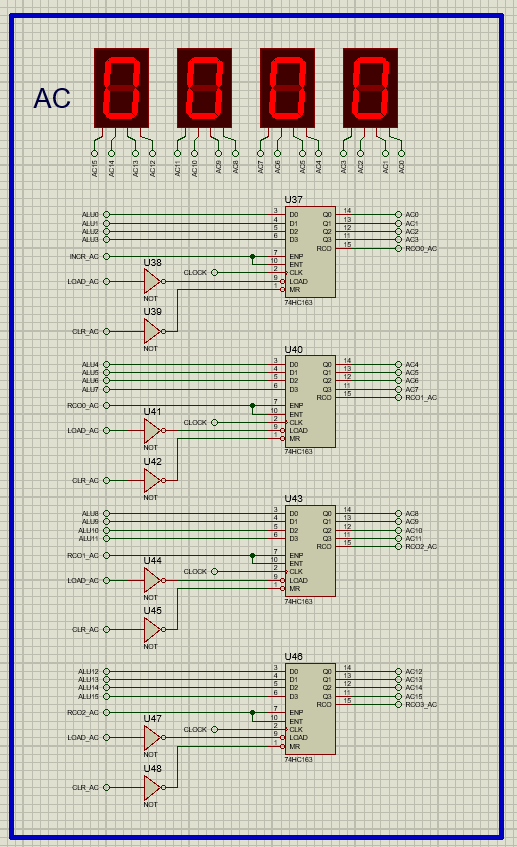 AC
AC15 AC14 AC13 AC12 AC11 AC10 AC9 AC8 AC7 AC6 AC5 AC4 AC3 AC2 AC1 AC0
U37
ALU0 3 D0 Q0 14 AC0
ALU1 4 D1 Q1 13 AC1
ALU2 5 D2 Q2 12 AC2
ALU3 6 D3 Q3 11 AC3
RCO 15 RCO0_AC
INCR_AC 7 ENP
10 ENT
U38 CLOCK 2 CLK
LOAD_AC 9 LOAD
1 MR
NOT 74HC163
U39
CLR_AC
NOT
U40
ALU4 3 D0 Q0 14 AC4
ALU5 4 D1 Q1 13 AC5
ALU6 5 D2 Q2 12 AC6
ALU7 6 D3 Q3 11 AC7
RCO 15 RCO1_AC
RCO0_AC 7 ENP
10 ENT
U41 CLOCK 2 CLK
LOAD_AC 9 LOAD
1 MR
NOT 74HC163
U42
CLR_AC
NOT
U43
ALU8 3 D0 Q0 14 AC8
ALU9 4 D1 Q1 13 AC9
ALU10 5 D2 Q2 12 AC10
ALU11 6 D3 Q3 11 AC11
RCO 15 RCO2_AC
RCO1_AC 7 ENP
10 ENT
U44 CLOCK 2 CLK
LOAD_AC 9 LOAD
1 MR
NOT 74HC163
U45
CLR_AC
NOT
U46
ALU12 3 D0 Q0 14 AC12
ALU13 4 D1 Q1 13 AC13
ALU14 5 D2 Q2 12 AC14
ALU15 6 D3 Q3 11 AC15
RCO 15 RCO3_AC
RCO2_AC 7 ENP
10 ENT
U47 CLOCK 2 CLK
LOAD_AC 9 LOAD
1 MR
NOT 74HC163
U48
CLR_AC
NOT